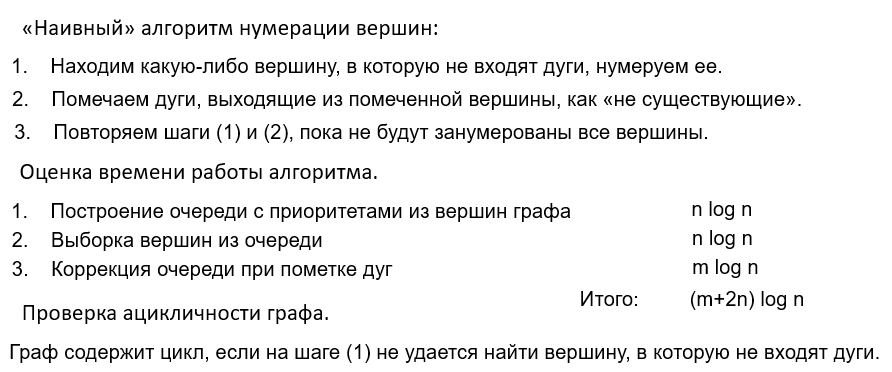 «Наивный» алгоритм нумерации вершин:
1. Находим какую-либо вершину, в которую не входят дуги, нумеруем ее.
2. Помечаем дуги, выходящие из помеченной вершины, как «не существующие».
3. Повторяем шаги (1) и (2), пока не будут занумерованы все вершины.
Оценка времени работы алгоритма.
1. Построение очереди с приоритетами из вершин графа n log n
2. Выборка вершин из очереди n log n
3. Коррекция очереди при пометке дуг m log n
Итого: (m+2n) log n
Проверка ацикличности графа.
Граф содержит цикл, если на шаге (1) не удается найти вершину, в которую не входят дуги.